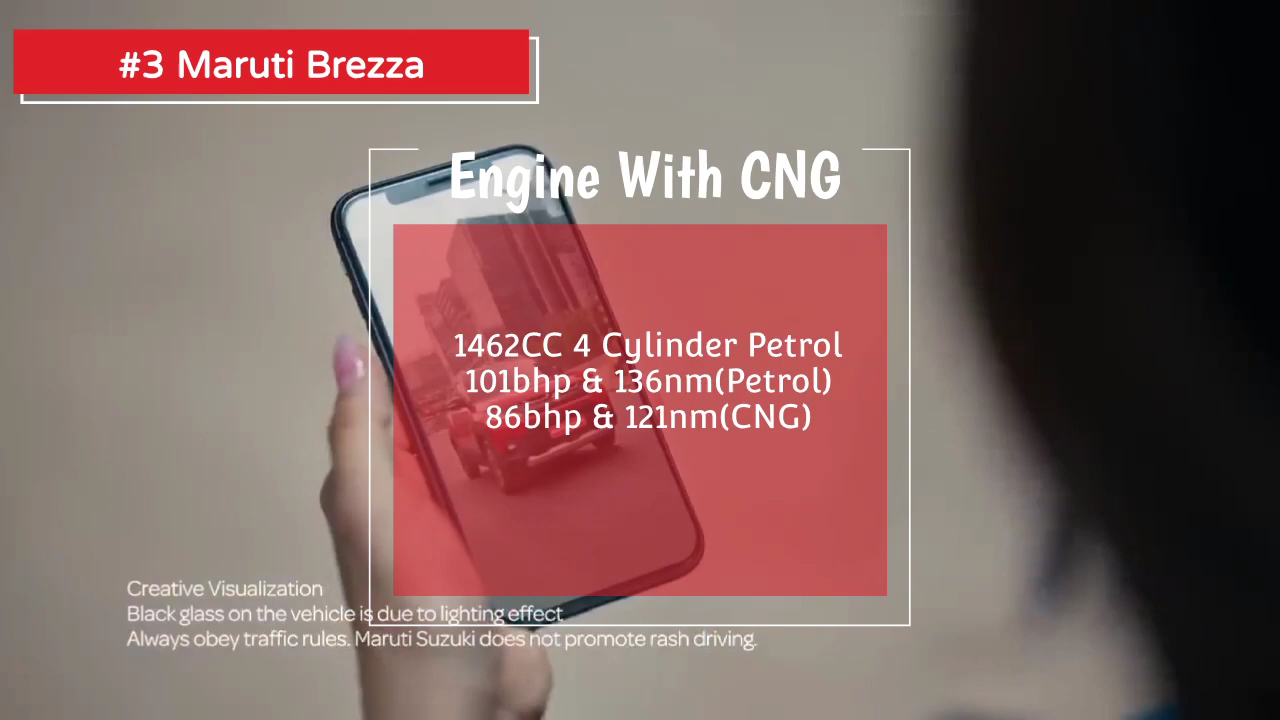 #3 Maruti Brezza
Engine With CNG
1462CC 4 Cylinder Petrol
101bhp & 136nm(Petrol)
86bhp & 121nm(CNG)
Creative Visualization
Black glass on the vehicle is due to lighting effect
Always obey traffic rules. Maruti Suzuki does not promote rash driving.